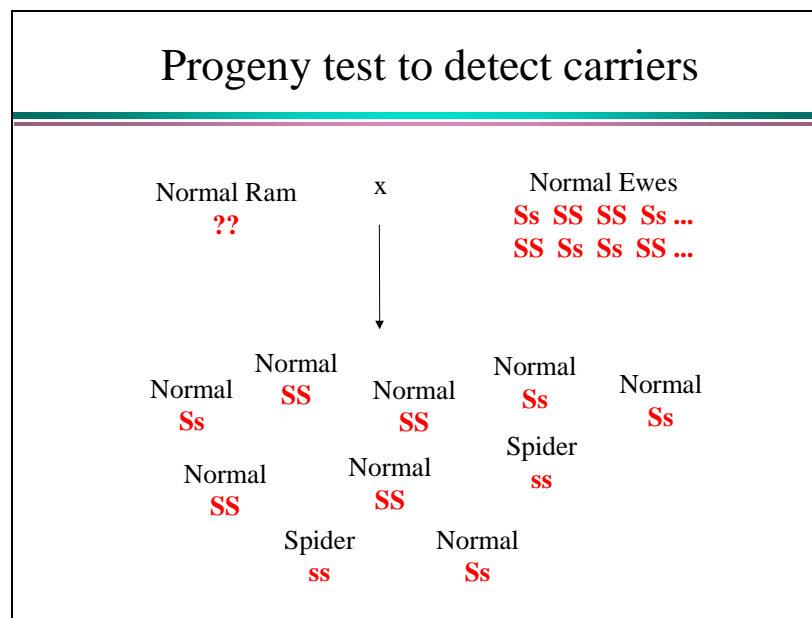 Progeny test to detect carriers
Normal Ram
??
x
Normal Ewes
Ss SS SS Ss ...
SS Ss Ss SS ...
Normal
Ss
Normal
SS
Normal
SS
Normal
Ss
Normal
Ss
Normal
SS
Normal
SS
Spider
ss
Spider
ss
Normal
Ss